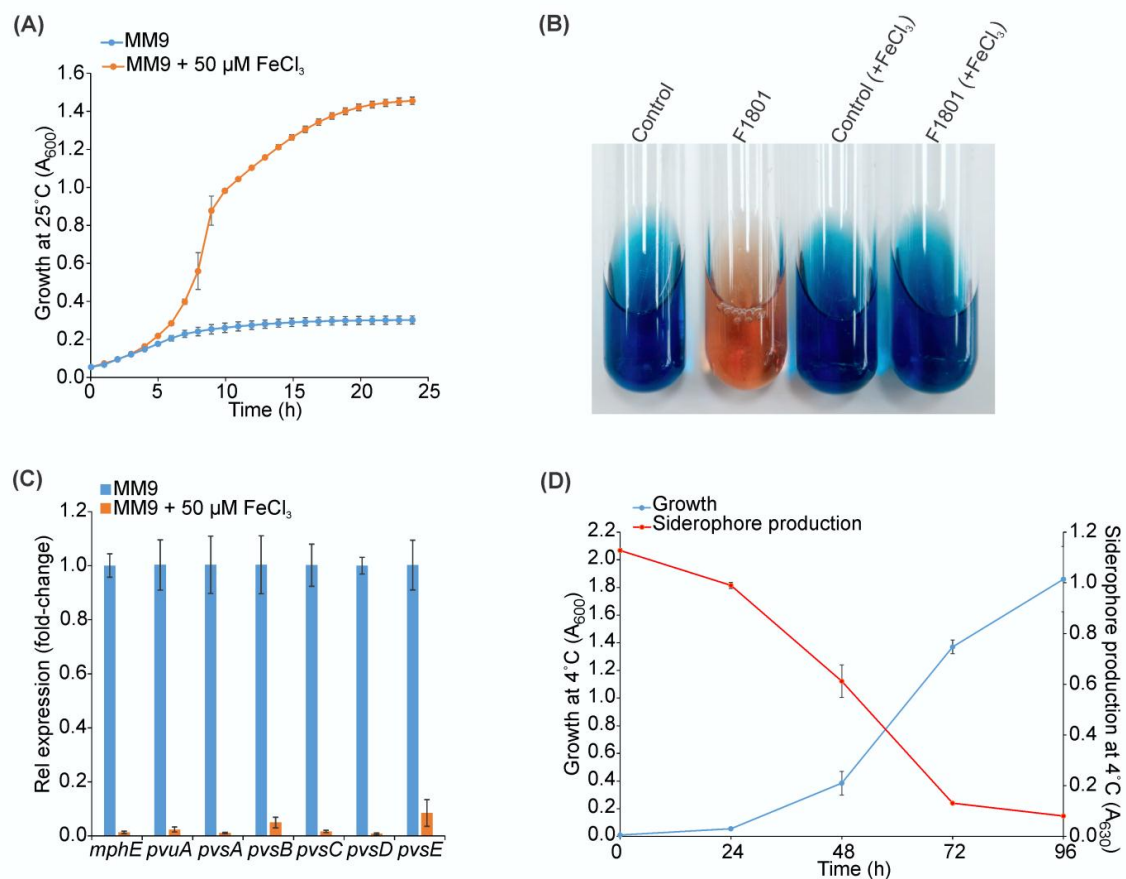 (A)
MM9
MM9 + 50 µM FeCl₃
Growth at 25°C (A₆₀₀)
1.6
1.4
1.2
1.0
0.8
0.6
0.4
0.2
0.0
0 5 10 15 20 25
Time (h)
(B)
Control
F1801
Control (+FeCl₃)
F1801 (+FeCl₃)
(C)
MM9
MM9 + 50 µM FeCl₃
Rel expression (fold-change)
1.2
1.0
0.8
0.6
0.4
0.2
0.0
mphE pvuA pvsA pvsB pvsC pvsD pvsE
(D)
Growth
Siderophore production
Growth at 4°C (A₆₀₀)
2.2
2.0
1.8
1.6
1.4
1.2
1.0
0.8
0.6
0.4
0.2
0.0
0 24 48 72 96
Time (h)
1.2
1.0
0.8
0.6
0.4
0.2
0.0
Siderophore
production at 4°C (A₆₃₀)